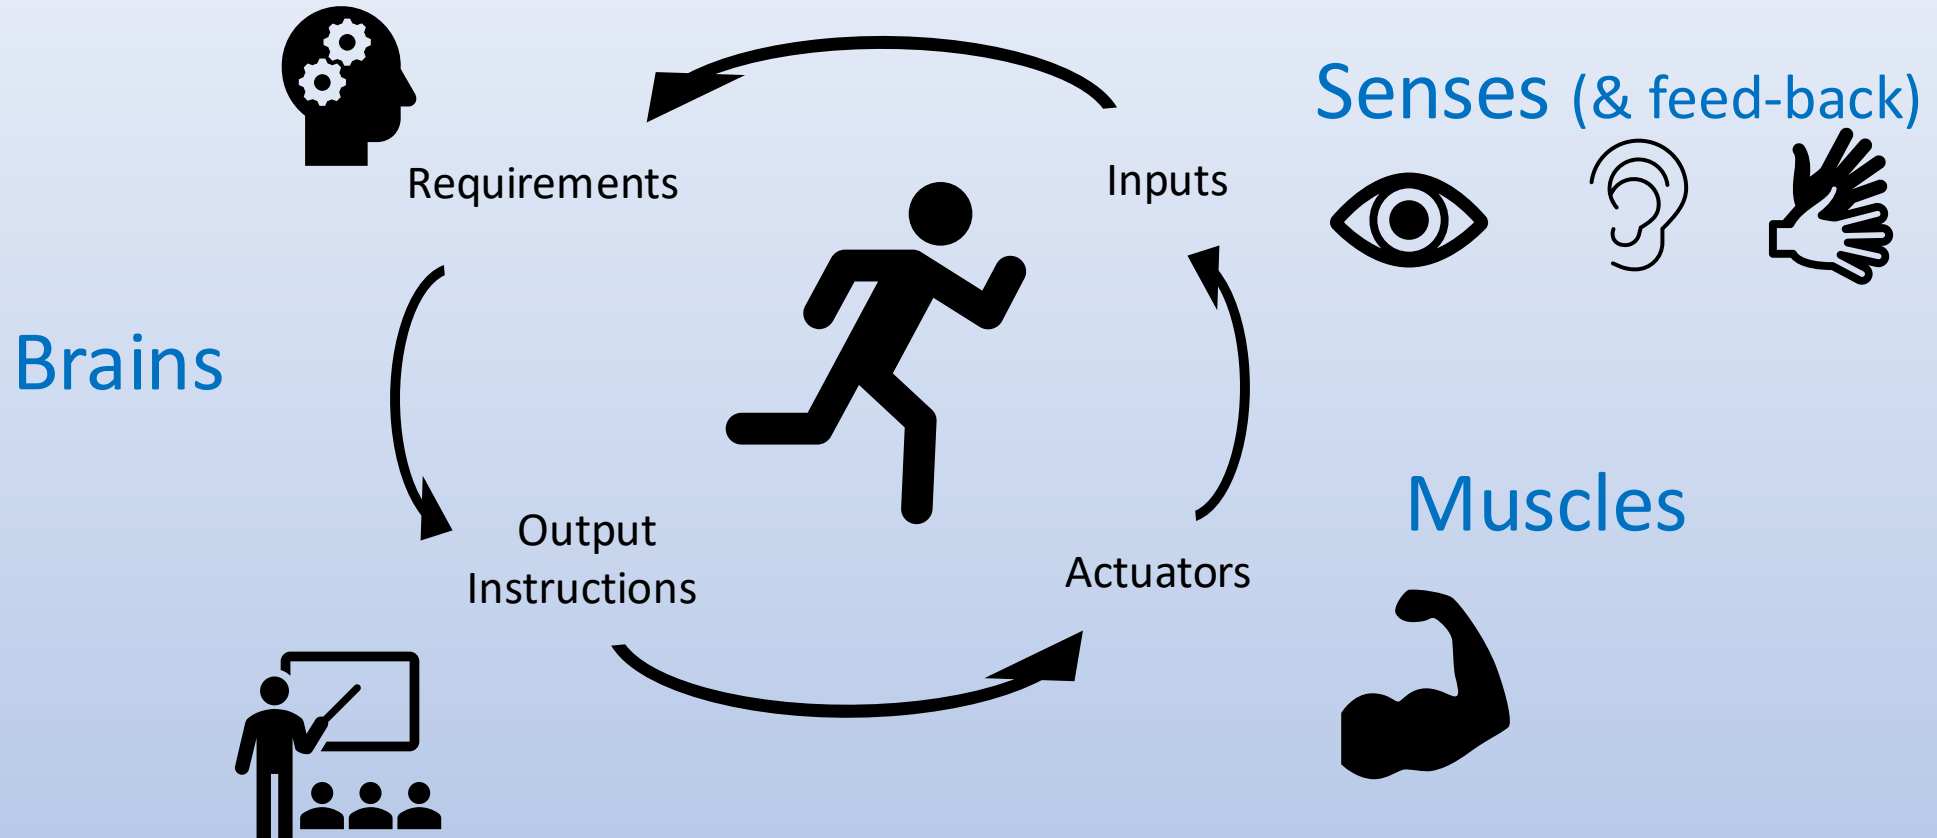 Senses (& feed-back)
Requirements
Inputs
Brains
Output
Instructions
Muscles
Actuators